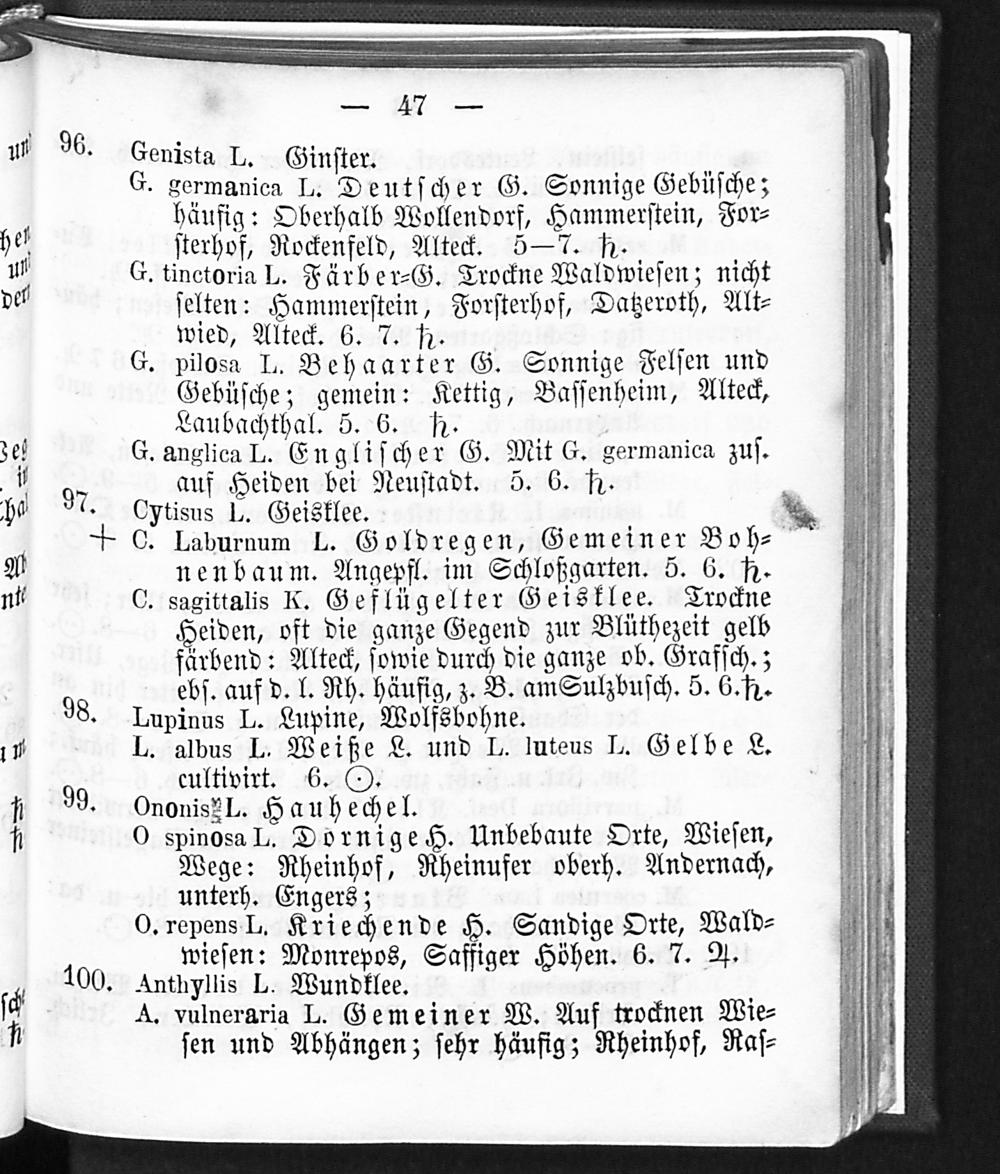 — 47 —
96. Genista L. Ginster.
G. germanica L. Deutscher G. Sonnige Gebüsche;
häufig: Oberhalb Wollendorf, Hammerstein, For=
sterhof, Rockenfeld, Alteck. 5—7. ♄.
G. tinctoria L. Färber-G. Trockne Waldwiesen; nicht
selten: Hammerstein, Forsterhof, Datzeroth, Alt=
wied, Alteck. 6. 7. ♄.
G. pilosa L. Behaarter G. Sonnige Felsen und
Gebüsche; gemein: Kettig, Bassenheim, Alteck,
Laubachthal. 5. 6. ♄.
G. anglica L. Englischer G. Mit G. germanica zus.
auf Heiden bei Neustadt. 5. 6. ♄.
97. Cytisus L. Geisklee.
+ C. Laburnum L. Goldregen, Gemeiner Boh=
nenbaum. Angepfl. im Schloßgarten. 5. 6. ♄.
C. sagittalis K. Geflügelter Geisklee. Trockne
Heiden, oft die ganze Gegend zur Blüthezeit gelb
färbend: Alteck, sowie durch die ganze ob. Grafsch.;
ebs. auf d. l. Rh. häufig, z. B. am Sulzbusch. 5. 6. ♄.
98. Lupinus L. Lupine, Wolfsbohne.
L. albus L. Weiße L. und L. luteus L. Gelbe L.
cultivirt. 6. ☉.
99. Ononis L. Hauhechel.
O. spinosa L. Dornige H. Unbebaute Orte, Wiesen,
Wege: Rheinhof, Rheinufer oberh. Andernach,
unterh. Engers;
O. repens L. Kriechende H. Sandige Orte, Wald=
wiesen: Monrepos, Saffiger Höhen. 6. 7. ♃.
100. Anthyllis L. Wundklee.
A. vulneraria L. Gemeiner W. Auf trocknen Wie=
sen und Abhängen; sehr häufig; Rheinhof, Ras=